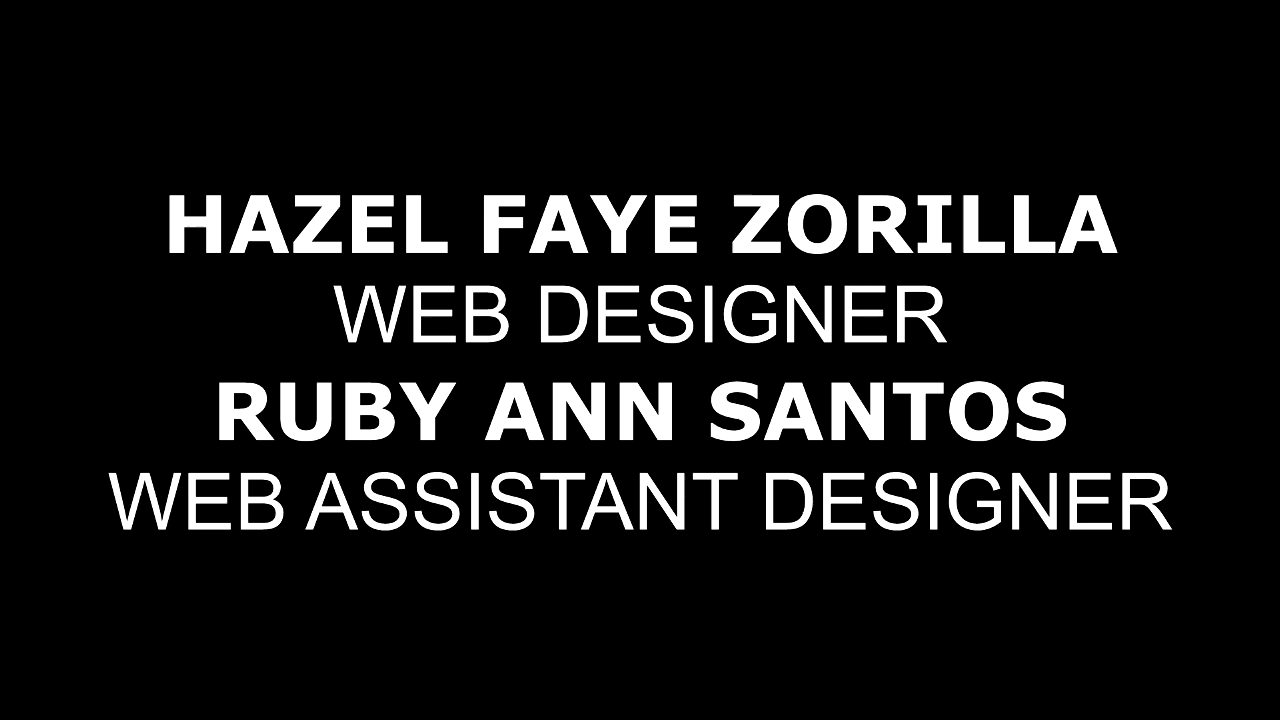 HAZEL FAYE ZORILLA
WEB DESIGNER
RUBY ANN SANTOS
WEB ASSISTANT DESIGNER